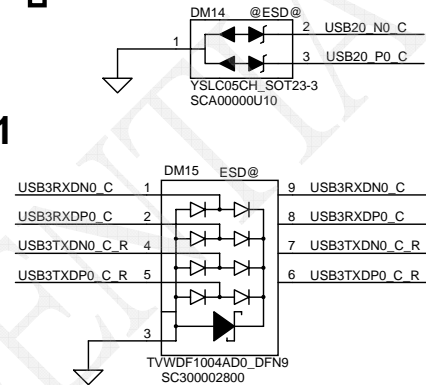 DM14 @ESD@
1
2 USB20_N0_C
3 USB20_P0_C
YSLC05CH_SOT23-3
SCA00000U10
1
DM15 ESD@
USB3RXDN0_C 1 9 USB3RXDN0_C
USB3RXDP0_C 2 8 USB3RXDP0_C
USB3TXDN0_C_R 4 7 USB3TXDN0_C_R
USB3TXDP0_C_R 5 6 USB3TXDP0_C_R
3
TVWDF1004AD0_DFN9
SC300002800